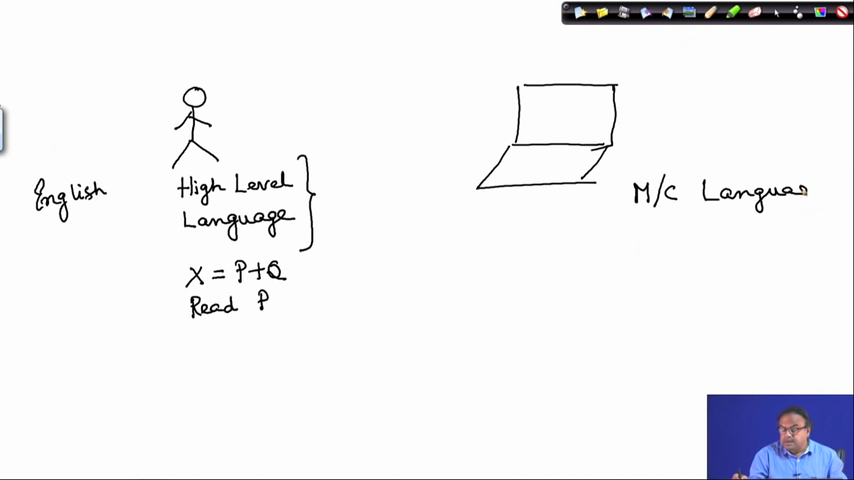 English
High Level
Language
X = P+Q
Read P
M/C Languag